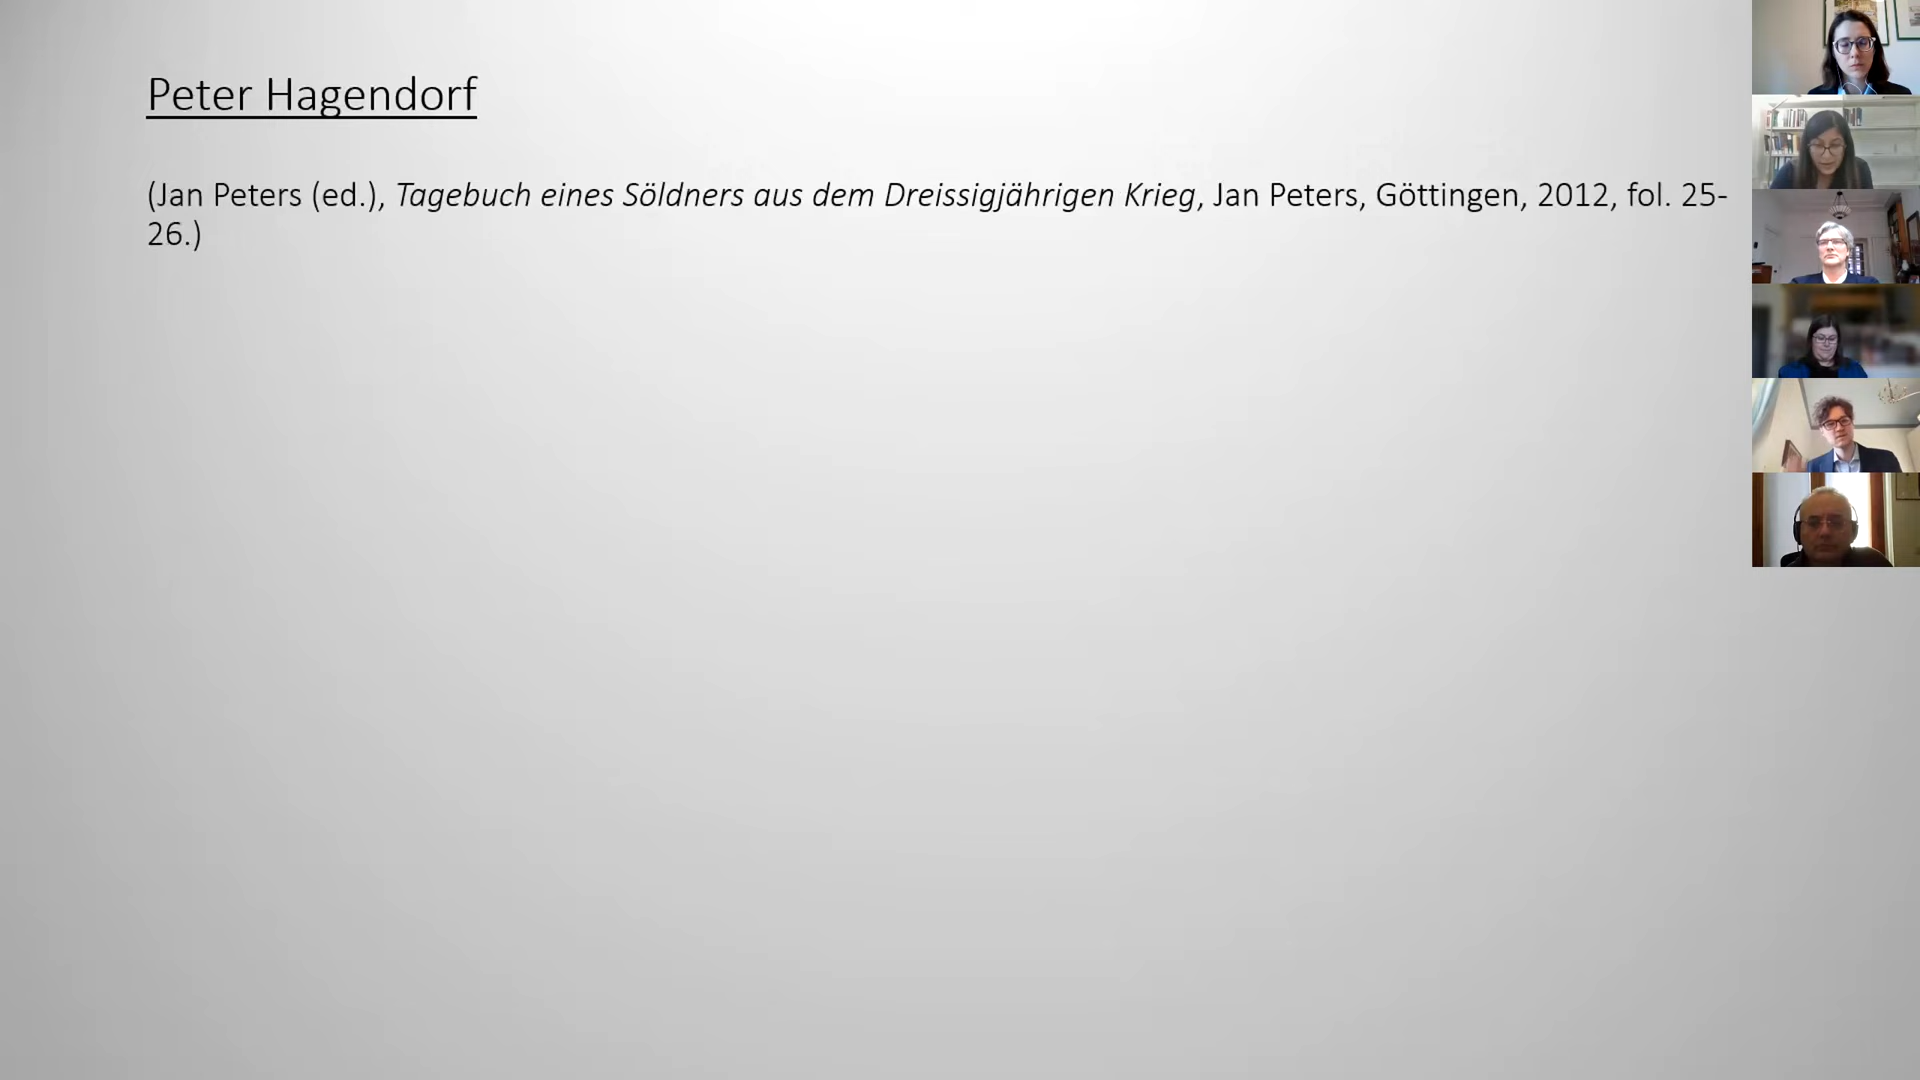 Peter Hagendorf
(Jan Peters (ed.), Tagebuch eines Söldners aus dem Dreissigjährigen Krieg, Jan Peters, Göttingen, 2012, fol. 25-
26.)